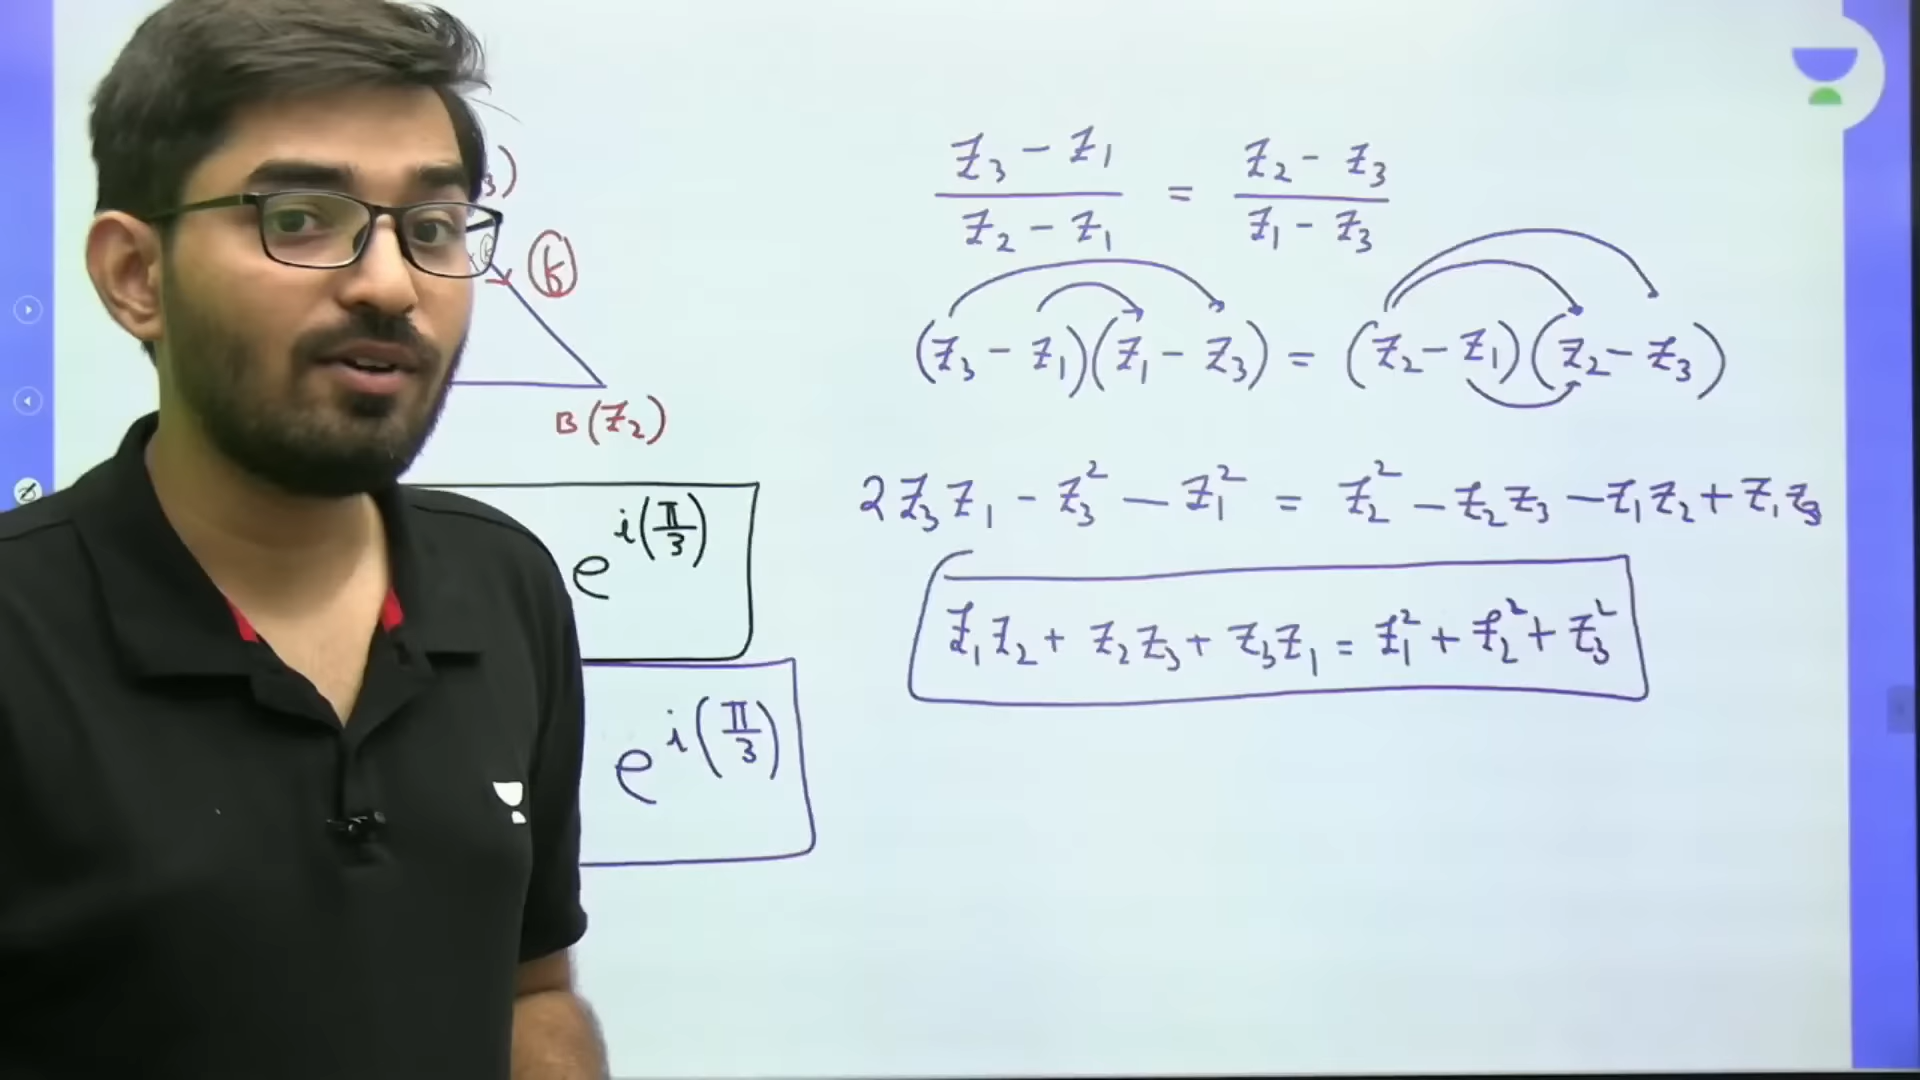 3)
k
B(Z₂)
e^{i(π/3)}
e^{i(π/3)}
(Z₃ - Z₁)/(Z₂ - Z₁) = (Z₂ - Z₃)/(Z₁ - Z₃)
(Z₃ - Z₁)(Z₁ - Z₃) = (Z₂ - Z₁)(Z₂ - Z₃)
2Z₃Z₁ - Z₃² - Z₁² = Z₂² - Z₂Z₃ - Z₁Z₂ + Z₁Z₃
Z₁Z₂ + Z₂Z₃ + Z₃Z₁ = Z₁² + Z₂² + Z₃²